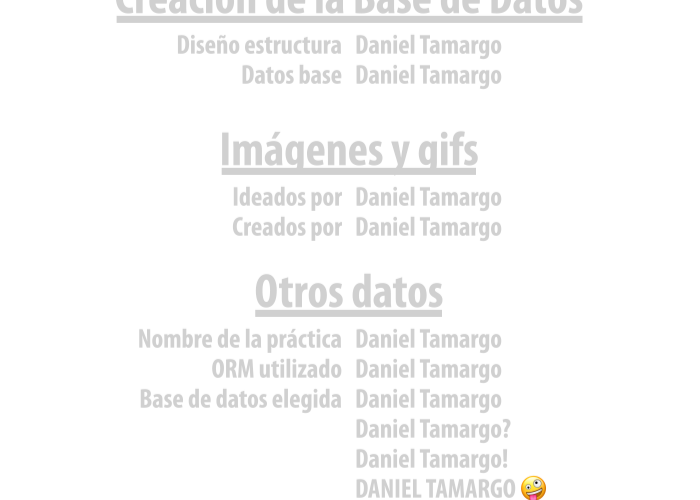 Creación de la Base de Datos
Diseño estructura Daniel Tamargo
Datos base Daniel Tamargo
Imágenes y gifs
Ideados por Daniel Tamargo
Creados por Daniel Tamargo
Otros datos
Nombre de la práctica Daniel Tamargo
ORM utilizado Daniel Tamargo
Base de datos elegida Daniel Tamargo
Daniel Tamargo?
Daniel Tamargo!
DANIEL TAMARGO 🤪